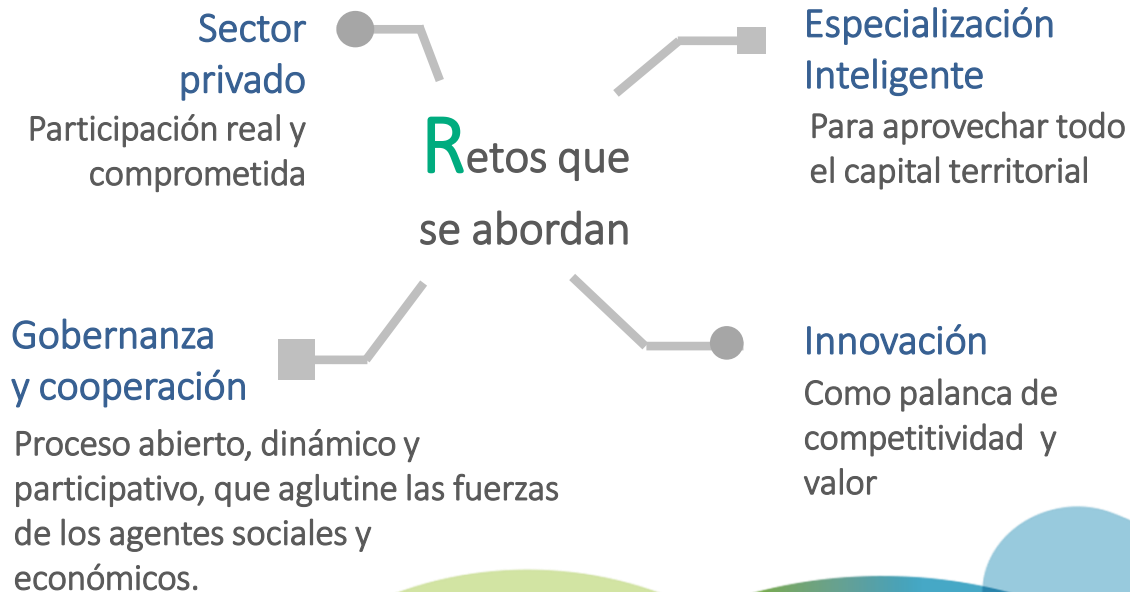 Sector
privado
Participación real y
comprometida
Especialización
Inteligente
Para aprovechar todo
el capital territorial
Retos que
se abordan
Gobernanza
y cooperación
Proceso abierto, dinámico y
participativo, que aglutine las fuerzas
de los agentes sociales y
económicos.
Innovación
Como palanca de
competitividad y
valor